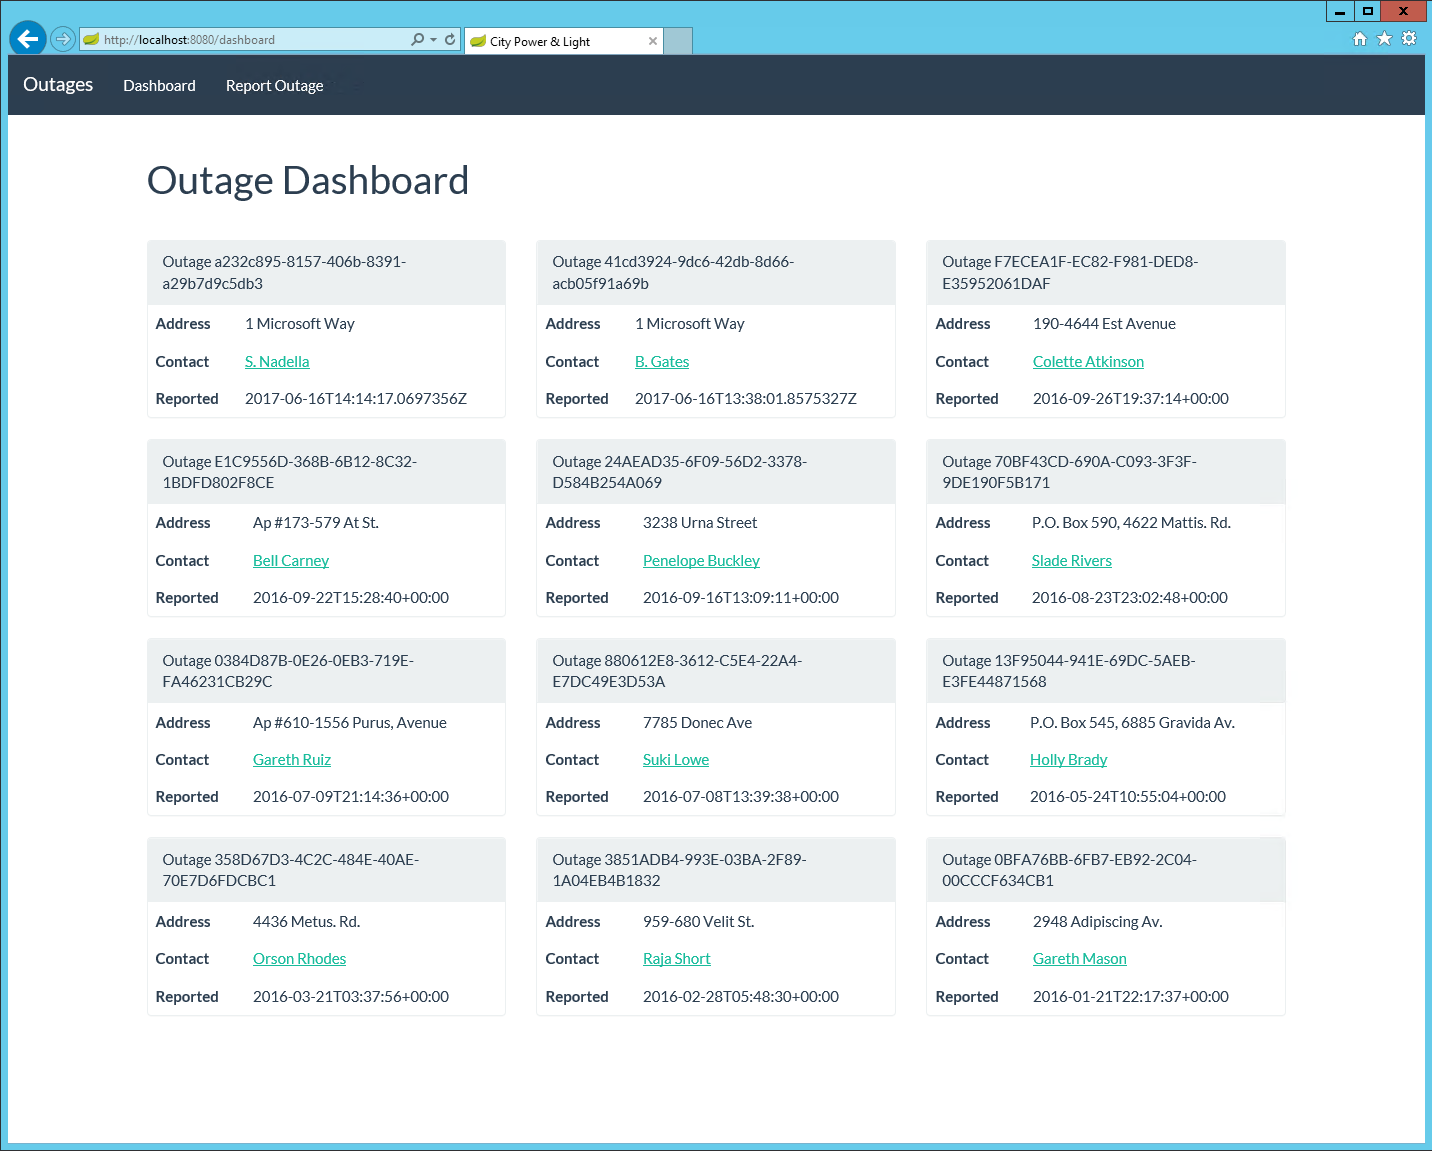 http://localhost:8080/dashboard
City Power & Light
Outages Dashboard Report Outage
Outage Dashboard
Outage a232c895-8157-406b-8391-
a29b7d9c5db3
Address 1 Microsoft Way
Contact S. Nadella
Reported 2017-06-16T14:14:17.0697356Z
Outage 41cd3924-9dc6-42db-8d66-
acb05f91a69b
Address 1 Microsoft Way
Contact B. Gates
Reported 2017-06-16T13:38:01.8575327Z
Outage F7ECEA1F-EC82-F981-DED8-
E35952061DAF
Address 190-4644 Est Avenue
Contact Colette Atkinson
Reported 2016-09-26T19:37:14+00:00
Outage E1C9556D-368B-6B12-8C32-
1BDFD802F8CE
Address Ap #173-579 At St.
Contact Bell Carney
Reported 2016-09-22T15:28:40+00:00
Outage 24AEAD35-6F09-56D2-3378-
D584B254A069
Address 3238 Urna Street
Contact Penelope Buckley
Reported 2016-09-16T13:09:11+00:00
Outage 70BF43CD-690A-C093-3F3F-
9DE190F5B171
Address P.O. Box 590, 4622 Mattis. Rd.
Contact Slade Rivers
Reported 2016-08-23T23:02:48+00:00
Outage 0384D87B-0E26-0EB3-719E-
FA46231CB29C
Address Ap #610-1556 Purus, Avenue
Contact Gareth Ruiz
Reported 2016-07-09T21:14:36+00:00
Outage 880612E8-3612-C5E4-22A4-
E7DC49E3D53A
Address 7785 Donec Ave
Contact Suki Lowe
Reported 2016-07-08T13:39:38+00:00
Outage 13F95044-941E-69DC-5AEB-
E3FE44871568
Address P.O. Box 545, 6885 Gravida Av.
Contact Holly Brady
Reported 2016-05-24T10:55:04+00:00
Outage 358D67D3-4C2C-484E-40AE-
70E7D6FDCBC1
Address 4436 Metus. Rd.
Contact Orson Rhodes
Reported 2016-03-21T03:37:56+00:00
Outage 3851ADB4-993E-03BA-2F89-
1A04EB4B1832
Address 959-680 Velit St.
Contact Raja Short
Reported 2016-02-28T05:48:30+00:00
Outage 0BFA76BB-6FB7-EB92-2C04-
00CCCF634CB1
Address 2948 Adipiscing Av.
Contact Gareth Mason
Reported 2016-01-21T22:17:37+00:00